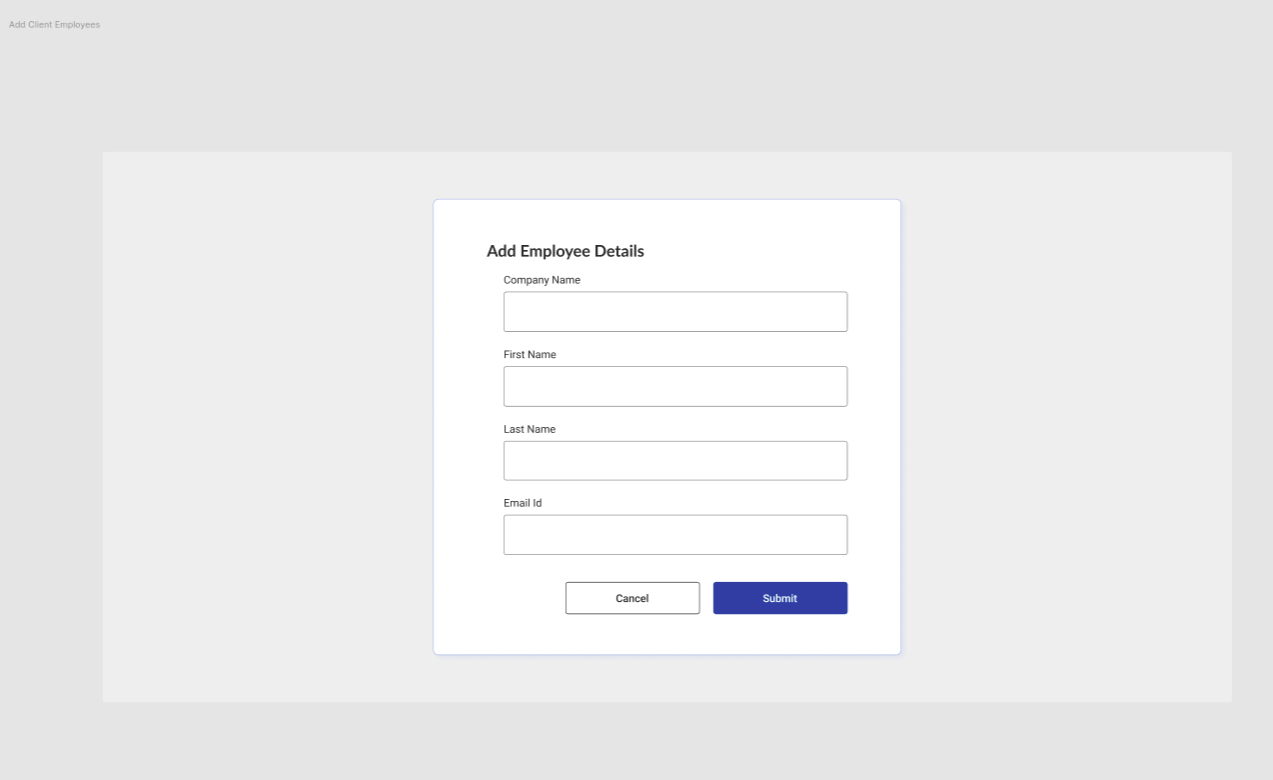 Add Client Employees
Add Employee Details
Company Name
First Name
Last Name
Email Id
Cancel
Submit